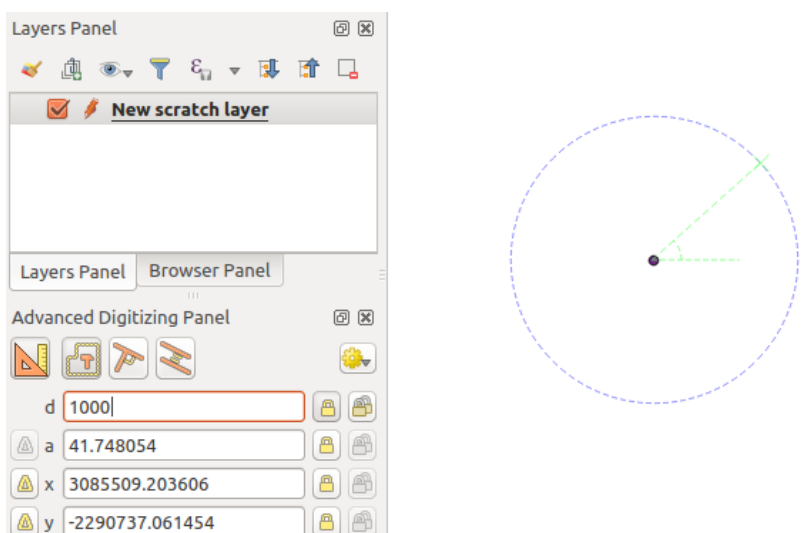 Layers Panel
New scratch layer
Layers Panel Browser Panel
Advanced Digitizing Panel
d 1000
a 41.748054
x 3085509.203606
y -2290737.061454